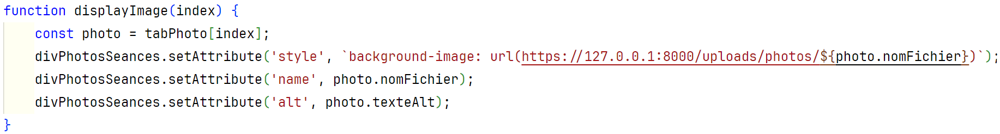 function displayImage(index) {
    const photo = tabPhoto[index];
    divPhotosSeances.setAttribute('style', `background-image: url(https://127.0.0.1:8000/uploads/photos/${photo.nomFichier})`);
    divPhotosSeances.setAttribute('name', photo.nomFichier);
    divPhotosSeances.setAttribute('alt', photo.texteAlt);
}